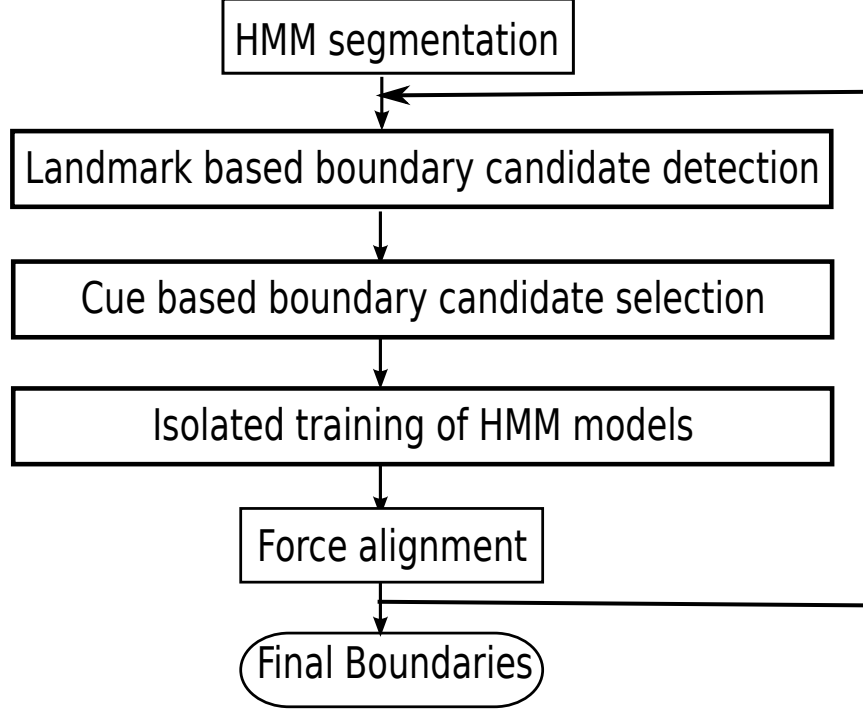 HMM segmentation
Landmark based boundary candidate detection
Cue based boundary candidate selection
Isolated training of HMM models
Force alignment
Final Boundaries